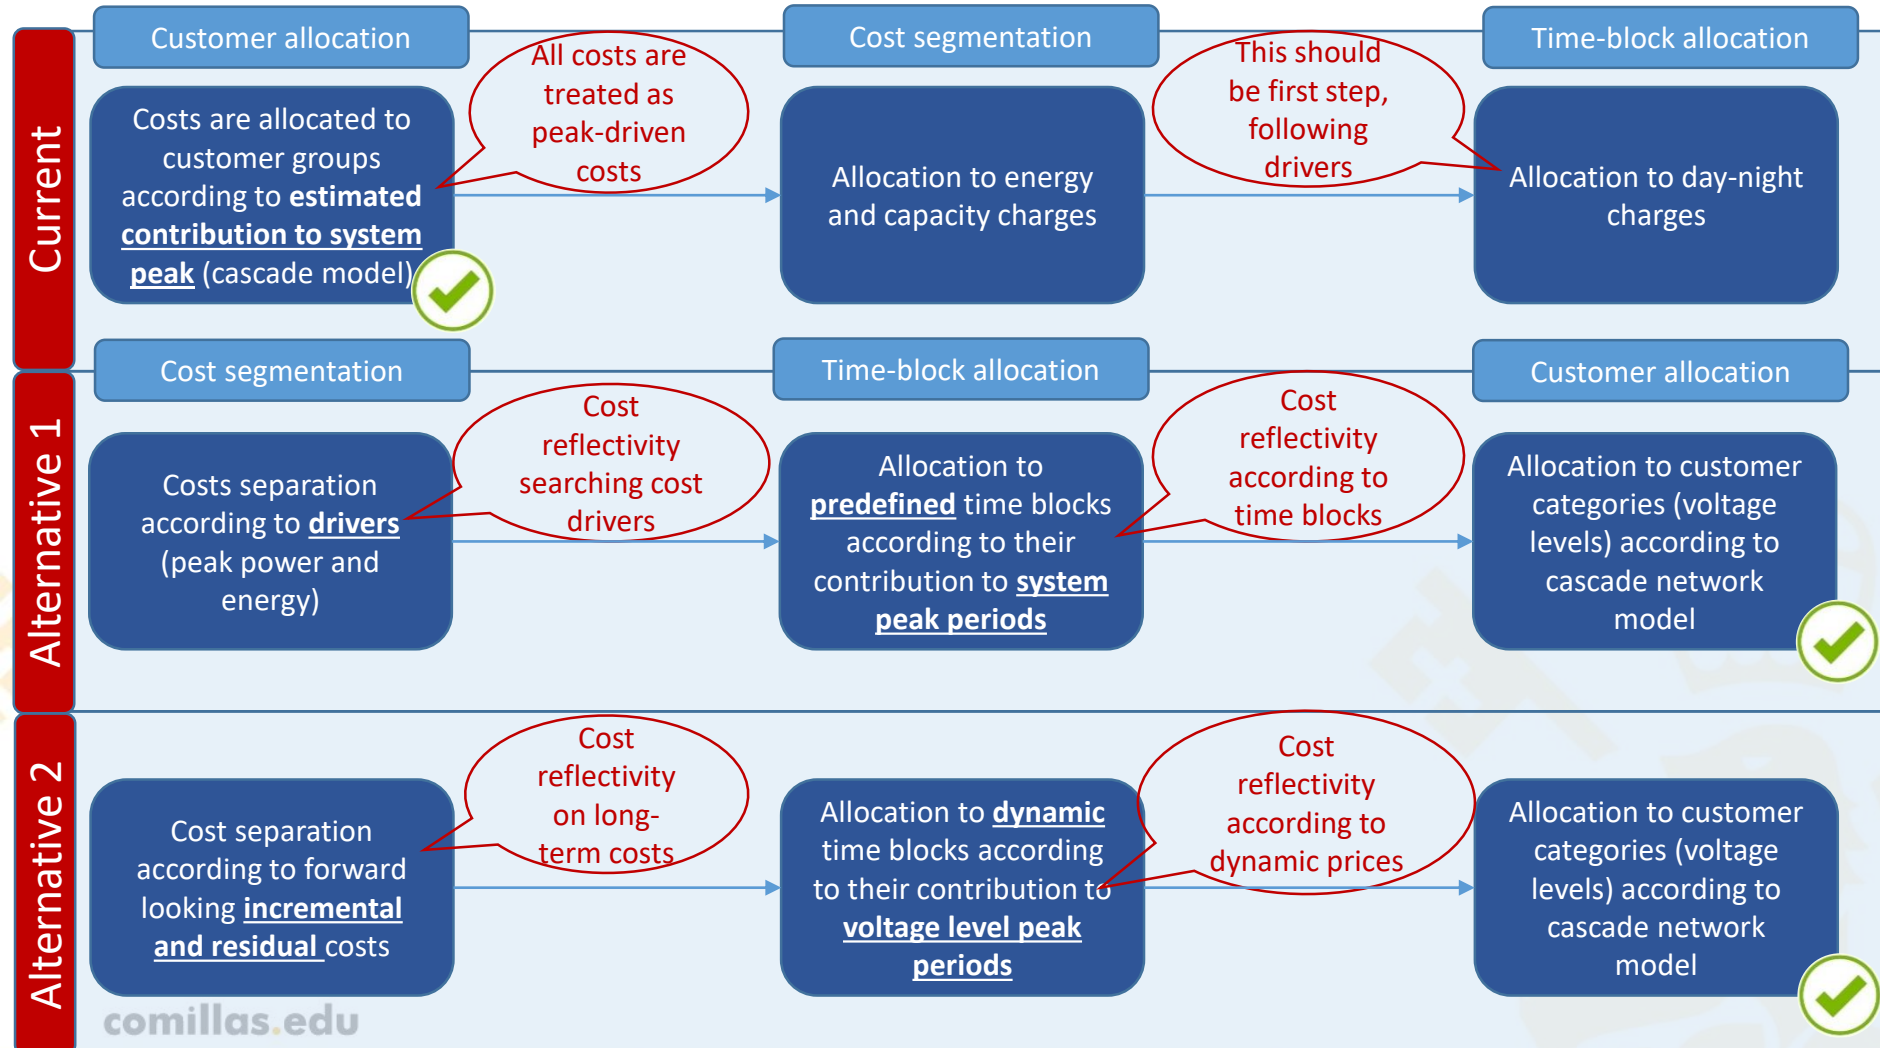 Current
Customer allocation
Cost segmentation
Time-block allocation
Costs are allocated to
customer groups
according to estimated
contribution to system
peak (cascade model)
All costs are
treated as
peak-driven
costs
Allocation to energy
and capacity charges
This should
be first step,
following
drivers
Allocation to day-night
charges
Alternative 1
Cost segmentation
Time-block allocation
Customer allocation
Costs separation
according to drivers
(peak power and
energy)
Cost
reflectivity
searching cost
drivers
Allocation to
predefined time blocks
according to their
contribution to system
peak periods
Cost
reflectivity
according to
time blocks
Allocation to customer
categories (voltage
levels) according to
cascade network
model
Alternative 2
Cost separation
according to forward
looking incremental
and residual costs
Cost
reflectivity
on long-
term costs
Allocation to dynamic
time blocks according
to their contribution to
voltage level peak
periods
Cost
reflectivity
according to
dynamic prices
Allocation to customer
categories (voltage
levels) according to
cascade network
model
comillas.edu